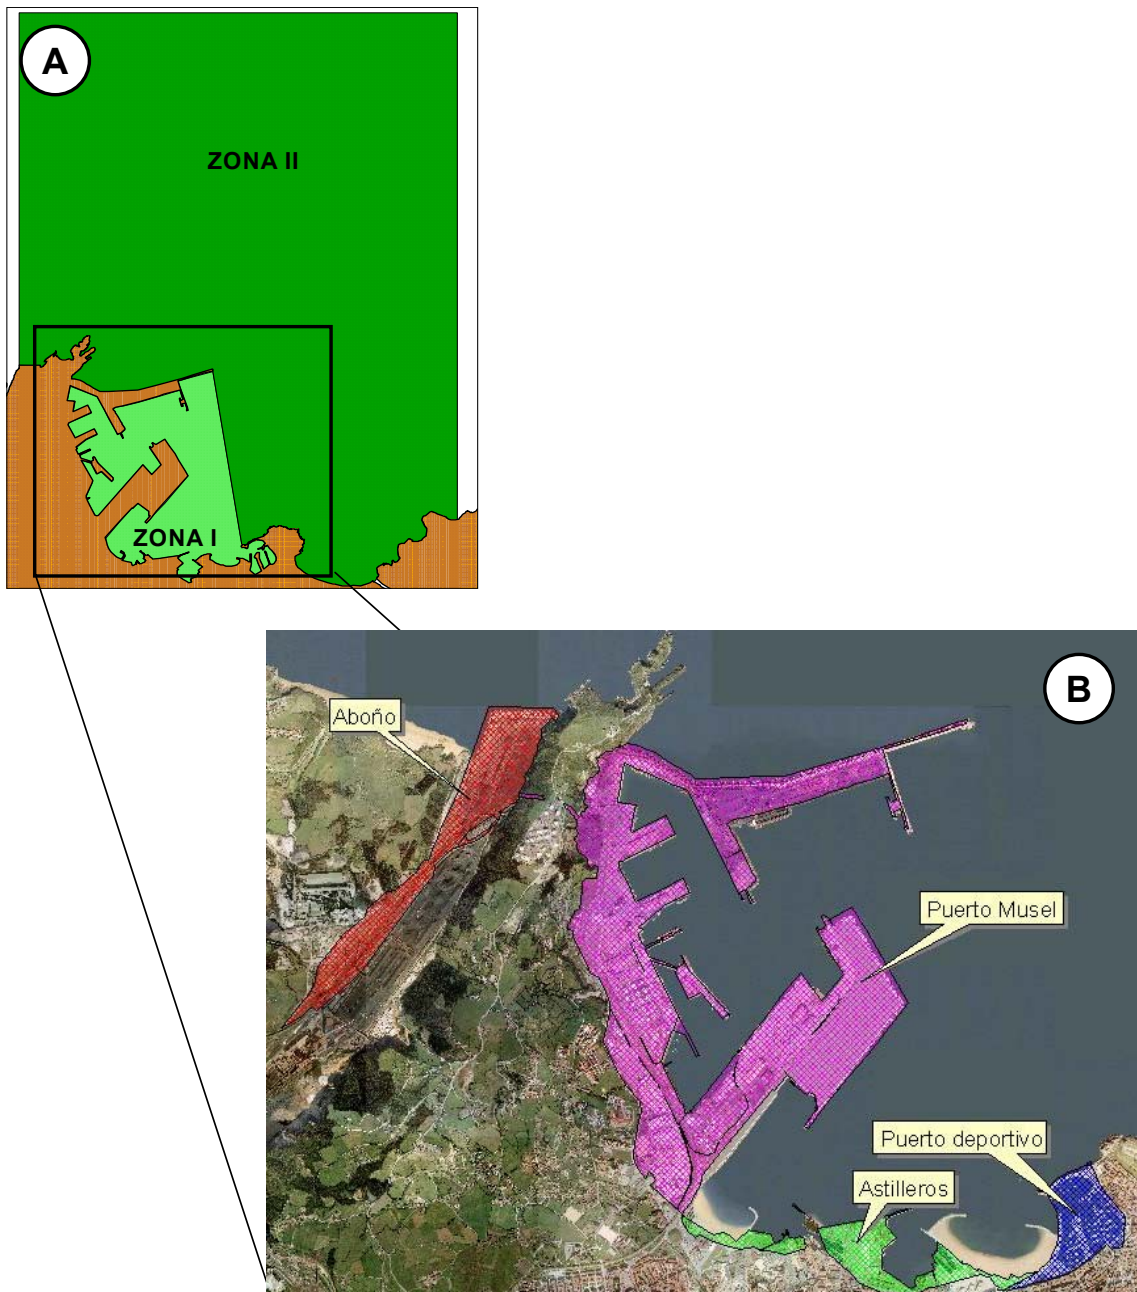 A
ZONA II
ZONA I
B
Aboño
Puerto Musel
Puerto deportivo
Astilleros